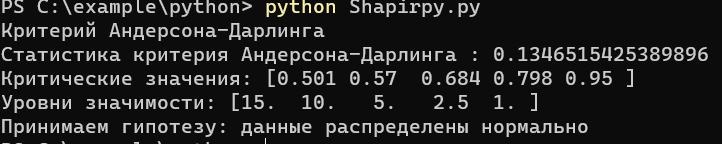 PS C:\example\python> python Shapirpy.py
Критерий Андерсона-Дарлинга
Статистика критерия Андерсона-Дарлинга : 0.1346515425389896
Критические значения: [0.501 0.57  0.684 0.798 0.95 ]
Уровни значимости: [15.  10.   5.   2.5  1. ]
Принимаем гипотезу: данные распределены нормально